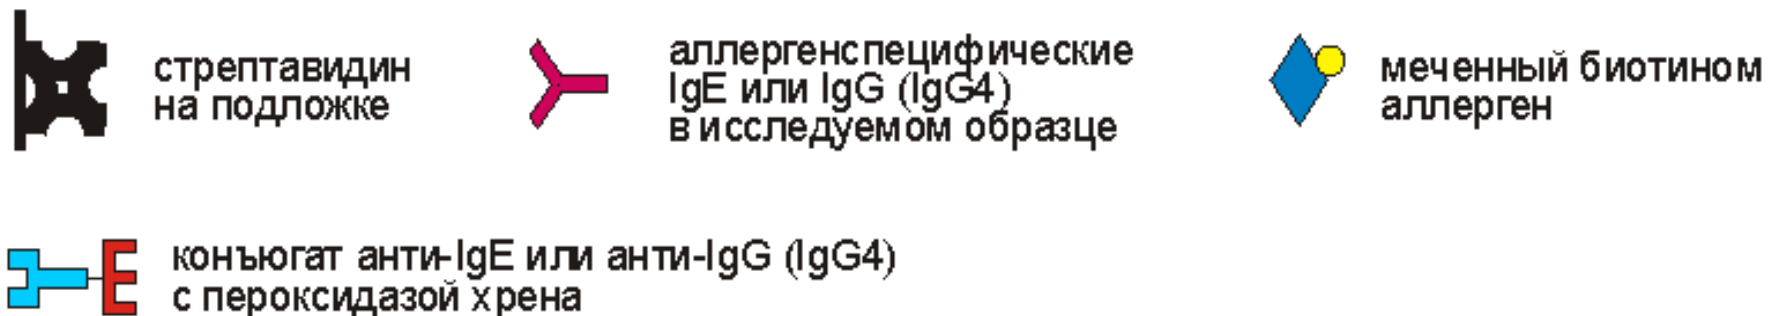 стрептавидин
на подложке
аллергенспецифические
IgE или IgG (IgG4)
в исследуемом образце
меченный биотином
аллерген
конъюгат анти-IgE или анти-IgG (IgG4)
с пероксидазой хрена